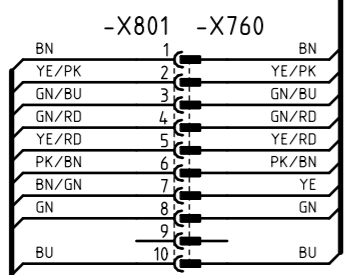 -X801 -X760
BN 1 BN
YE/PK 2 YE/PK
GN/BU 3 GN/BU
GN/RD 4 GN/RD
YE/RD 5 YE/RD
PK/BN 6 PK/BN
BN/GN 7 YE
GN 8 GN
9
BU 10 BU